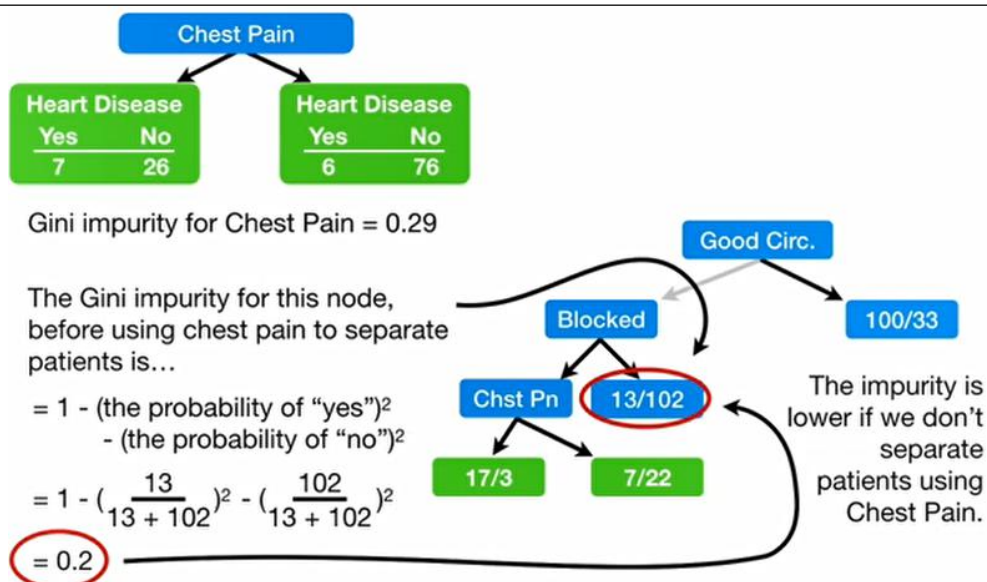 Chest Pain
Heart Disease
Yes No
7 26
Heart Disease
Yes No
6 76
Gini impurity for Chest Pain = 0.29
Good Circ.
The Gini impurity for this node,
before using chest pain to separate
patients is…
Blocked
100/33
Chst Pn
13/102
17/3
7/22
= 1 - (the probability of “yes”)²
- (the probability of “no”)²
= 1 - (13/13 + 102)² - (102/13 + 102)²
= 0.2
The impurity is
lower if we don’t
separate
patients using
Chest Pain.